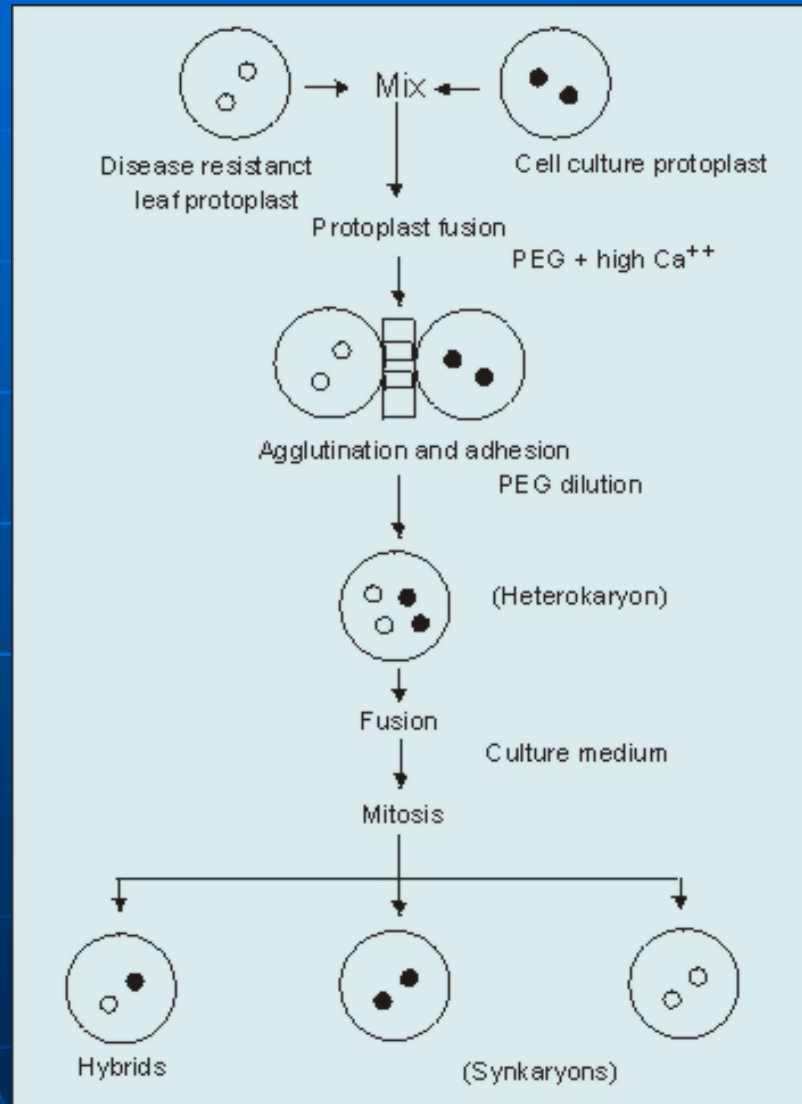 Mix
Disease resistanct
leaf protoplast
Cell culture protoplast
Protoplast fusion
PEG + high Ca++
Agglutination and adhesion
PEG dilution
(Heterokaryon)
Fusion
Culture medium
Mitosis
Hybrids
(Synkaryons)